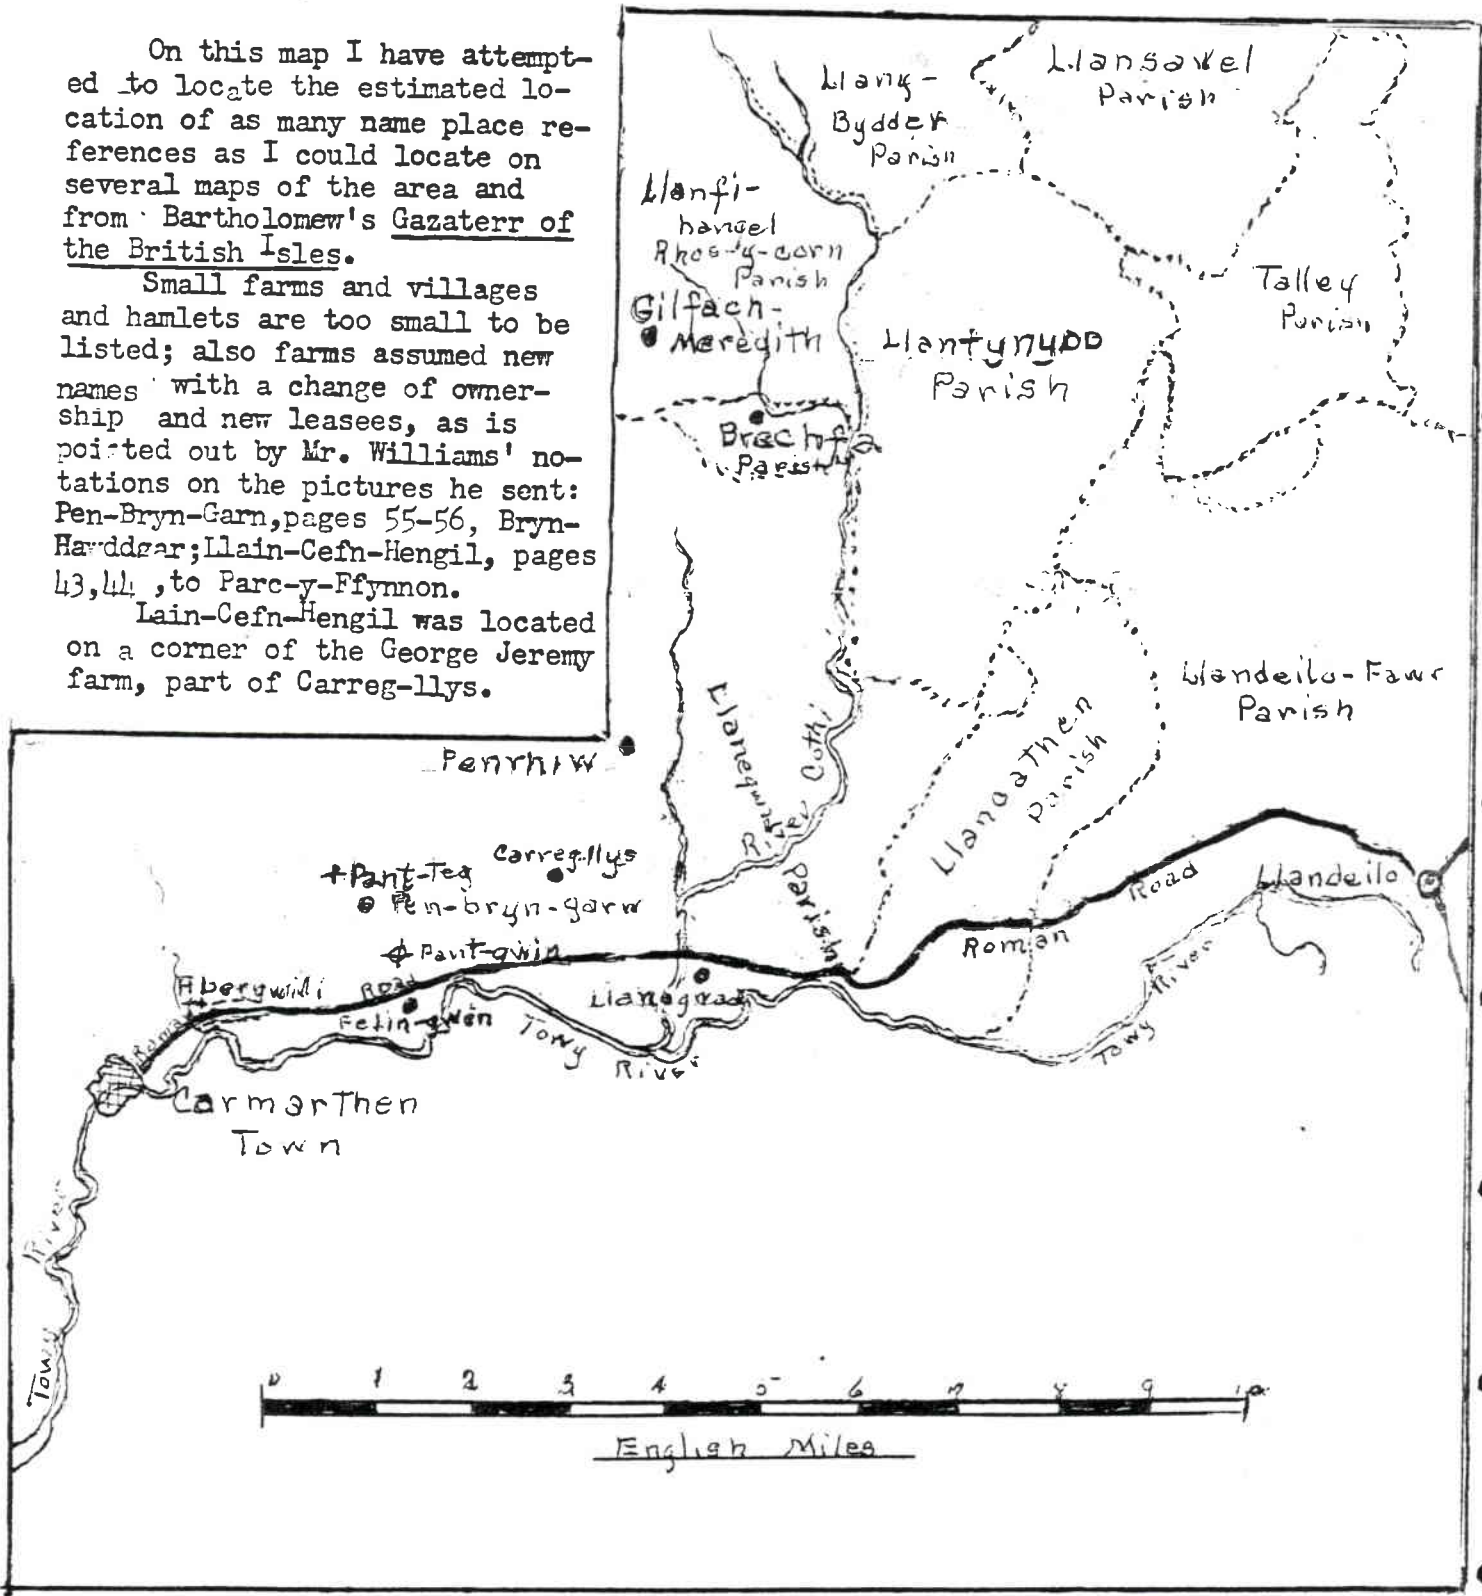 On this map I have attempt-
ed to locate the estimated lo-
cation of as many name place re-
ferences as I could locate on
several maps of the area and
from Bartholomew's Gazaterr of
the British Isles.
Small farms and villages
and hamlets are too small to be
listed; also farms assumed new
names with a change of owner-
ship and new leasees, as is
pointed out by Mr. Williams' no-
tations on the pictures he sent:
Pen-Bryn-Garn,pages 55-56, Bryn-
Llain-Cefn-Hengil, pages
43,44 ,to Parc-y-Ffynnon.
Lain-Cefn-Hengil was located
on a corner of the George Jeremy
farm, part of Carreg-llys.
Llansavel
Parish
Llany-
Bydder
Parish
Llanfi-
hangel
Rhos-y-corn
Parish
Gilfach-
Meredith
Talley
Parish
Llanfynydd
Parish
Brechfa
Parish
Llandeilo-Fawr
Parish
Llanegwad
Parish
River Cothi
Llangathen
Parish
Penrhiw
Carreg-llys
Pant-Teg
Pen-bryn-garw
Pant-gwin
Road
Llandeilo
Roman
River
Towy
Abergwili
Road
Felin-gwen
Llanegwad
Towy
River
Roman
Carmarthen
Town
River
Towy
0 1 2 3 4 5 6 7 8 9 10
English Miles